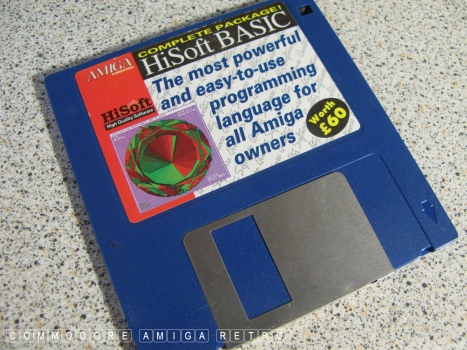 COMPLETE PACKAGE!
AMIGA
HiSoft BASIC
The most powerful
and easy-to-use
programming
language for
all Amiga
owners
HiSoft
High Quality Software
Worth
£60
COMMODORE AMIGA RETRO